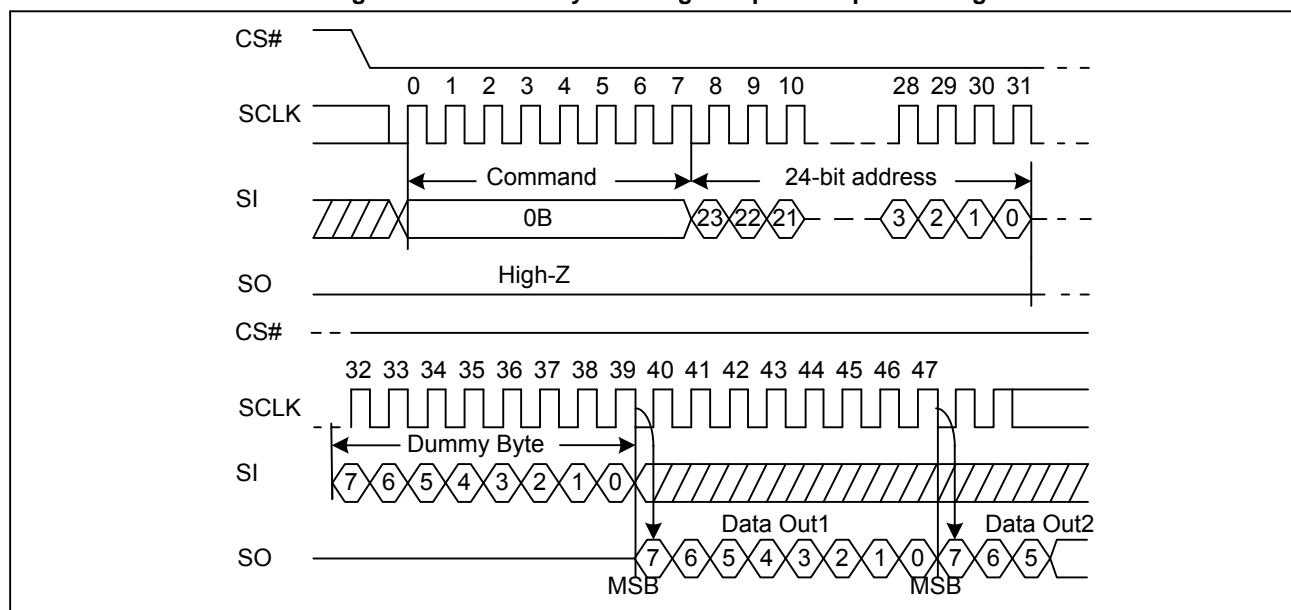 CS#
0 1 2 3 4 5 6 7 8 9 10 28 29 30 31
SCLK
Command 24-bit address
SI
0B 23 22 21 3 2 1 0
High-Z
SO
CS#
32 33 34 35 36 37 38 39 40 41 42 43 44 45 46 47
SCLK
Dummy Byte
SI
7 6 5 4 3 2 1 0
Data Out1 Data Out2
SO
7 6 5 4 3 2 1 0 7 6 5
MSB MSB